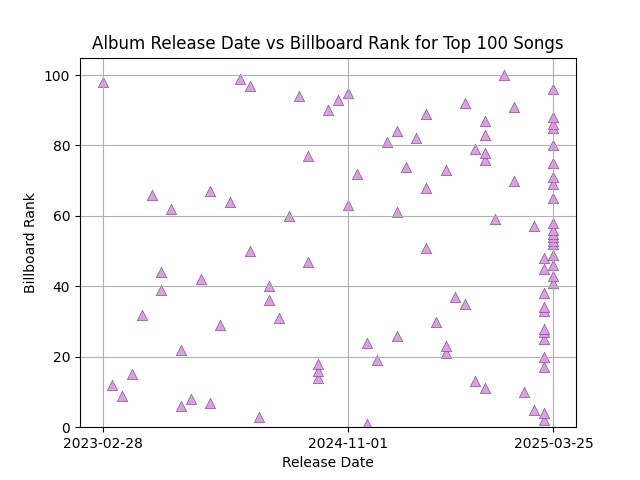 Album Release Date vs Billboard Rank for Top 100 Songs
100
80
60
40
20
0
Billboard Rank
2023-02-28 2024-11-01 2025-03-25
Release Date